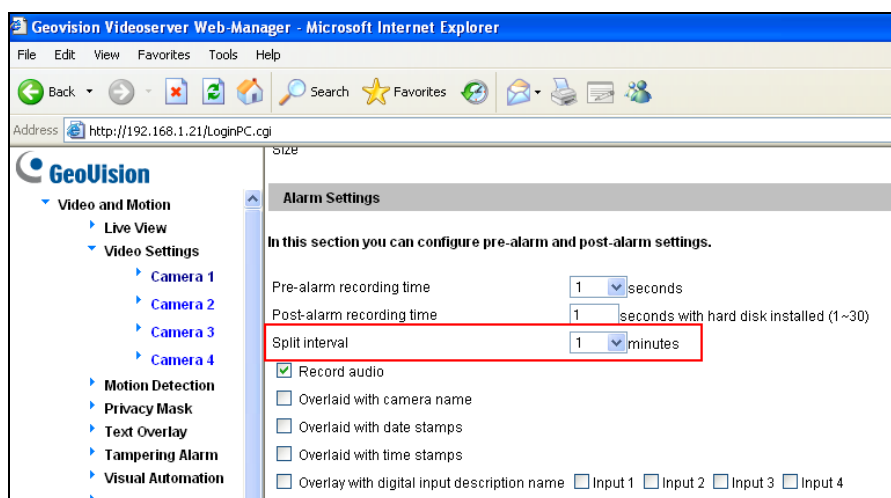 Geovision Videoserver Web-Manager - Microsoft Internet Explorer
File Edit View Favorites Tools Help
Back Search Favorites
Address http://192.168.1.21/LoginPC.cgi
GeoVision
Size
Video and Motion
Alarm Settings
Live View
Video Settings
In this section you can configure pre-alarm and post-alarm settings.
Camera 1
Pre-alarm recording time 1 seconds
Camera 2
Post-alarm recording time 1 seconds with hard disk installed (1~30)
Camera 3
Split interval 1 minutes
Camera 4
Record audio
Motion Detection
Overlaid with camera name
Privacy Mask
Text Overlay
Overlaid with date stamps
Tampering Alarm
Overlaid with time stamps
Visual Automation
Overlay with digital input description name Input 1 Input 2 Input 3 Input 4